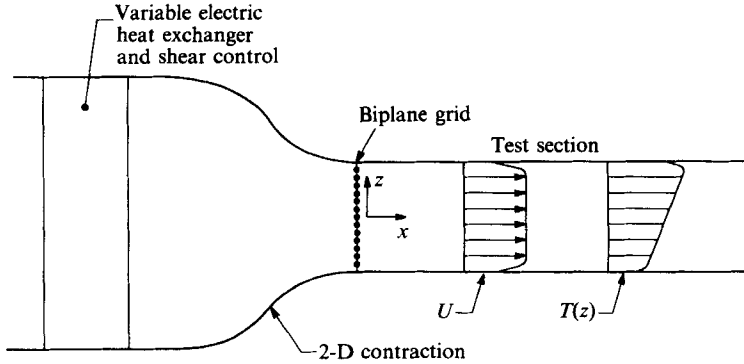 Variable electric
heat exchanger
and shear control
Biplane grid
Test section
z
x
U
T(z)
2-D contraction